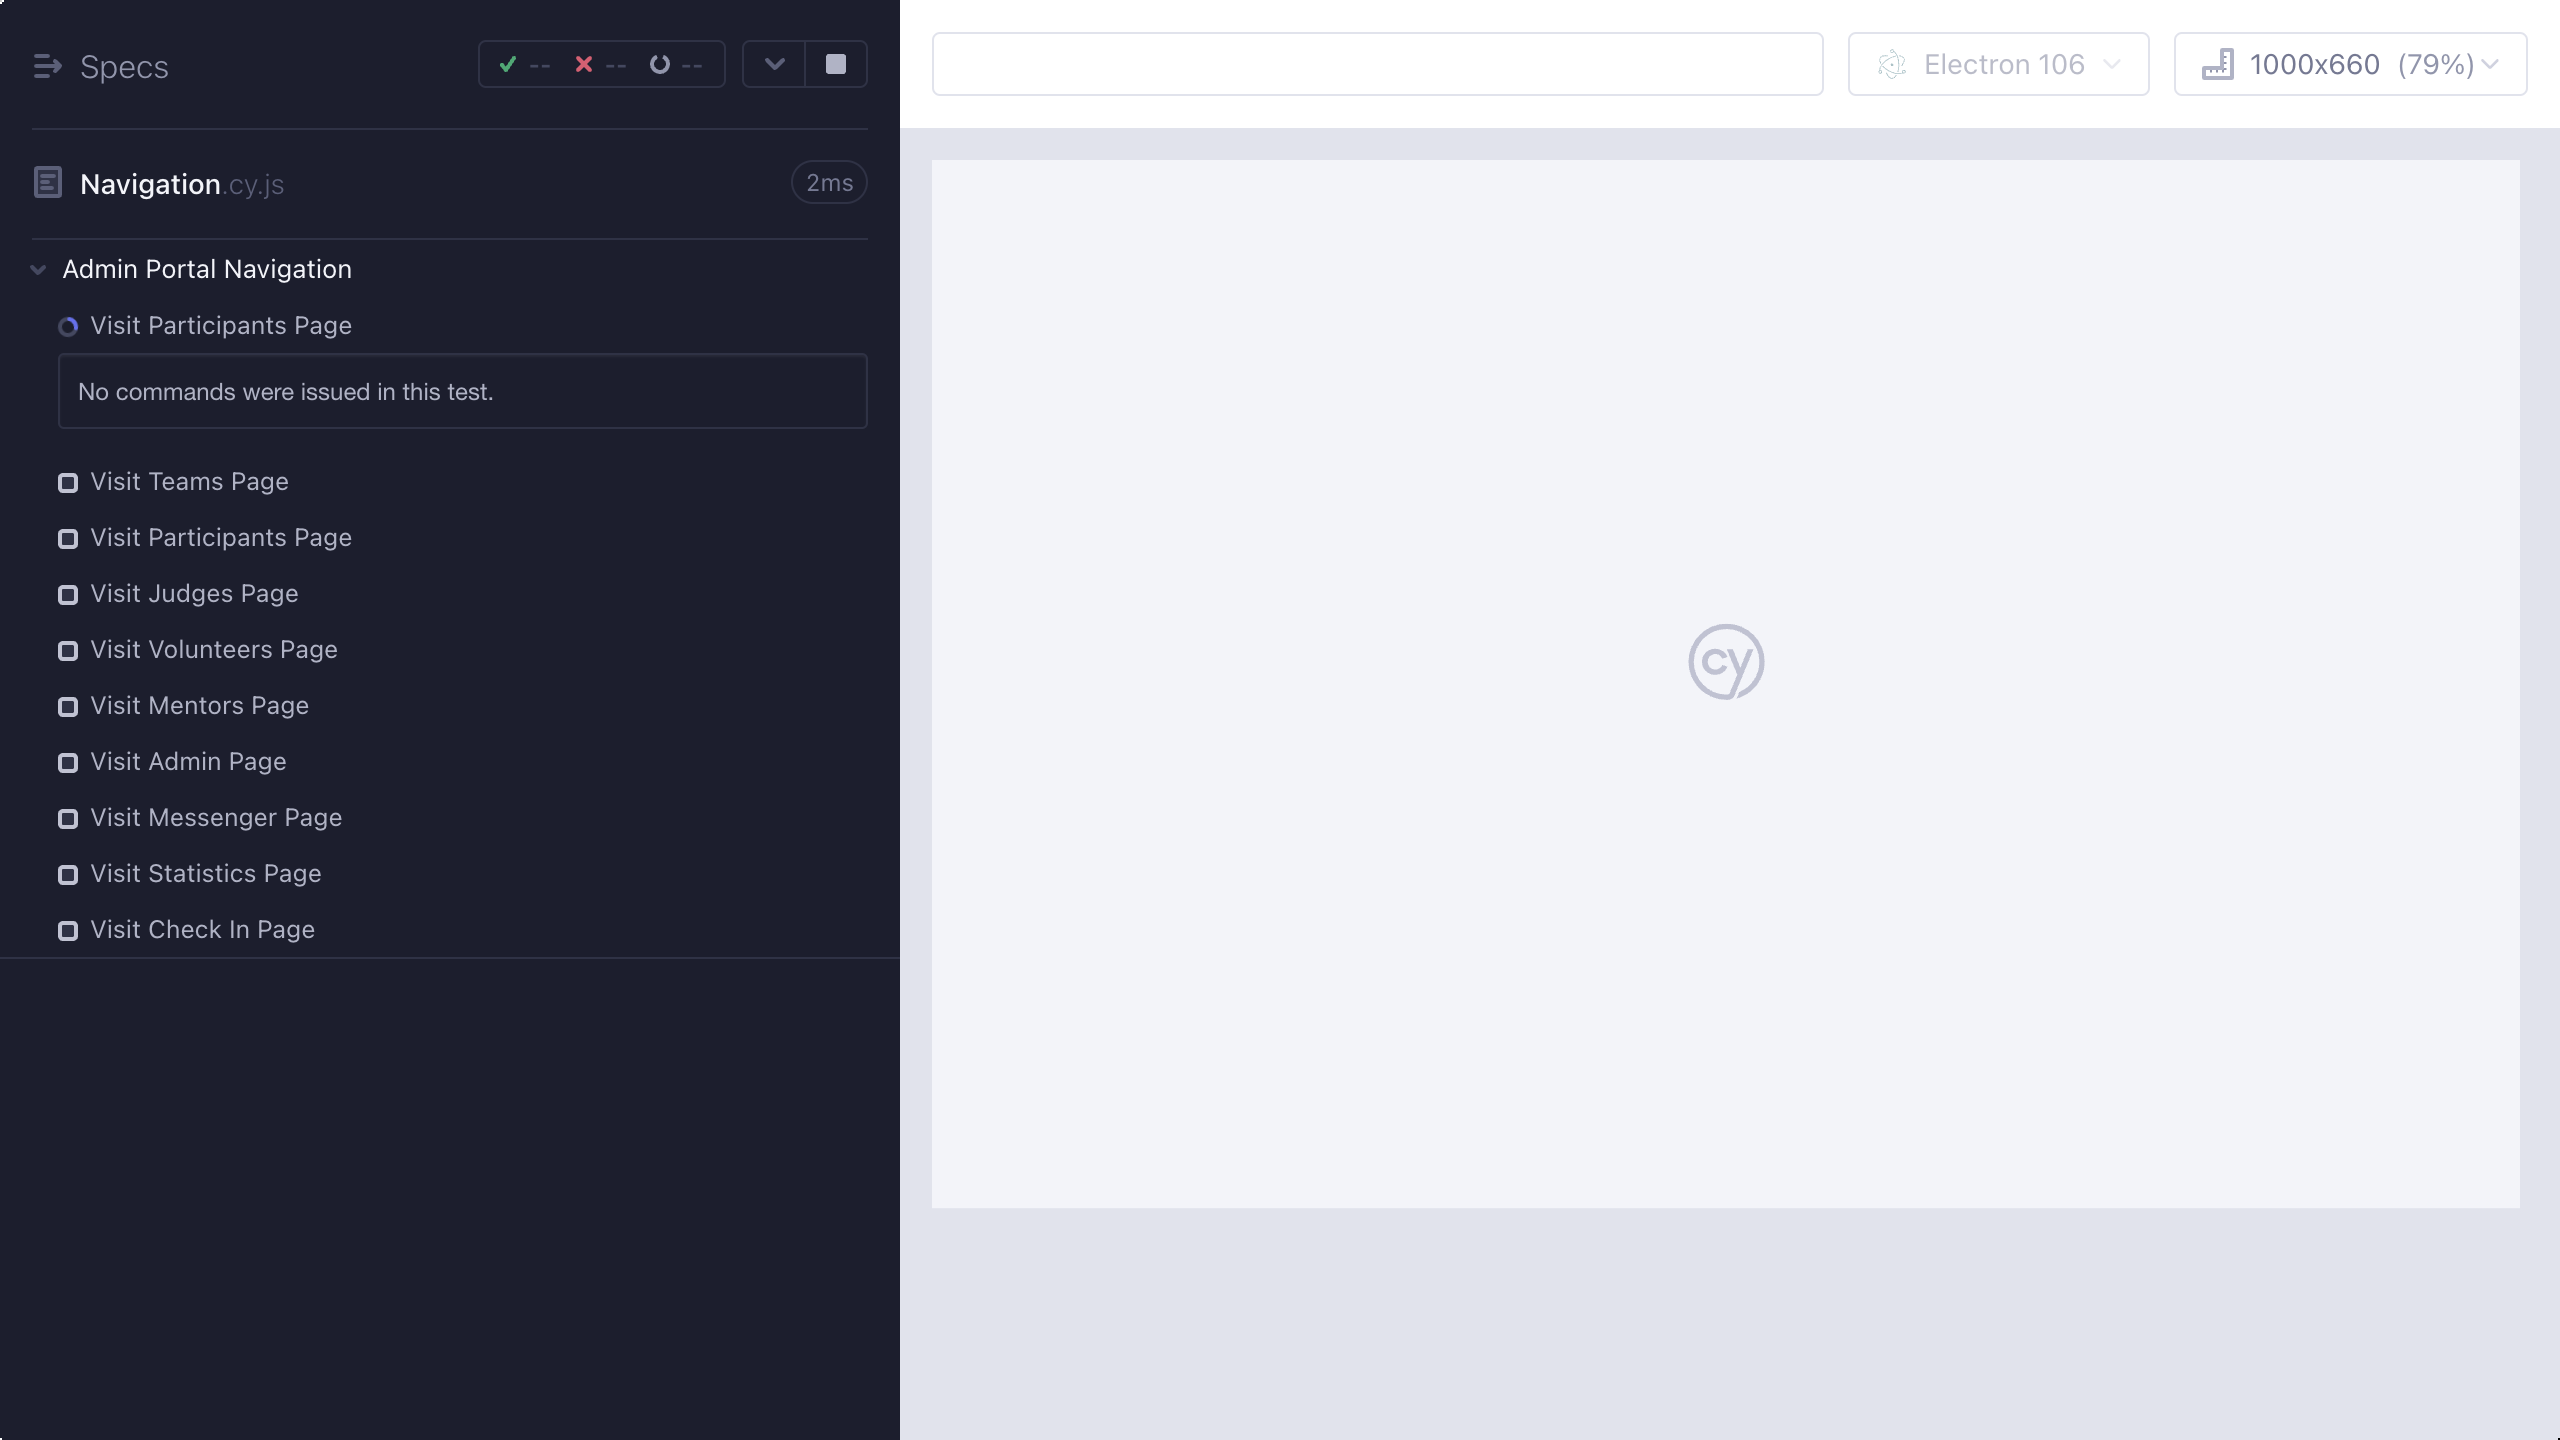 Specs
-- -- --
Electron 106
1000x660 (79%)
Navigation.cy.js
2ms
Admin Portal Navigation
Visit Participants Page
No commands were issued in this test.
Visit Teams Page
Visit Participants Page
Visit Judges Page
Visit Volunteers Page
Visit Mentors Page
Visit Admin Page
Visit Messenger Page
Visit Statistics Page
Visit Check In Page
cy